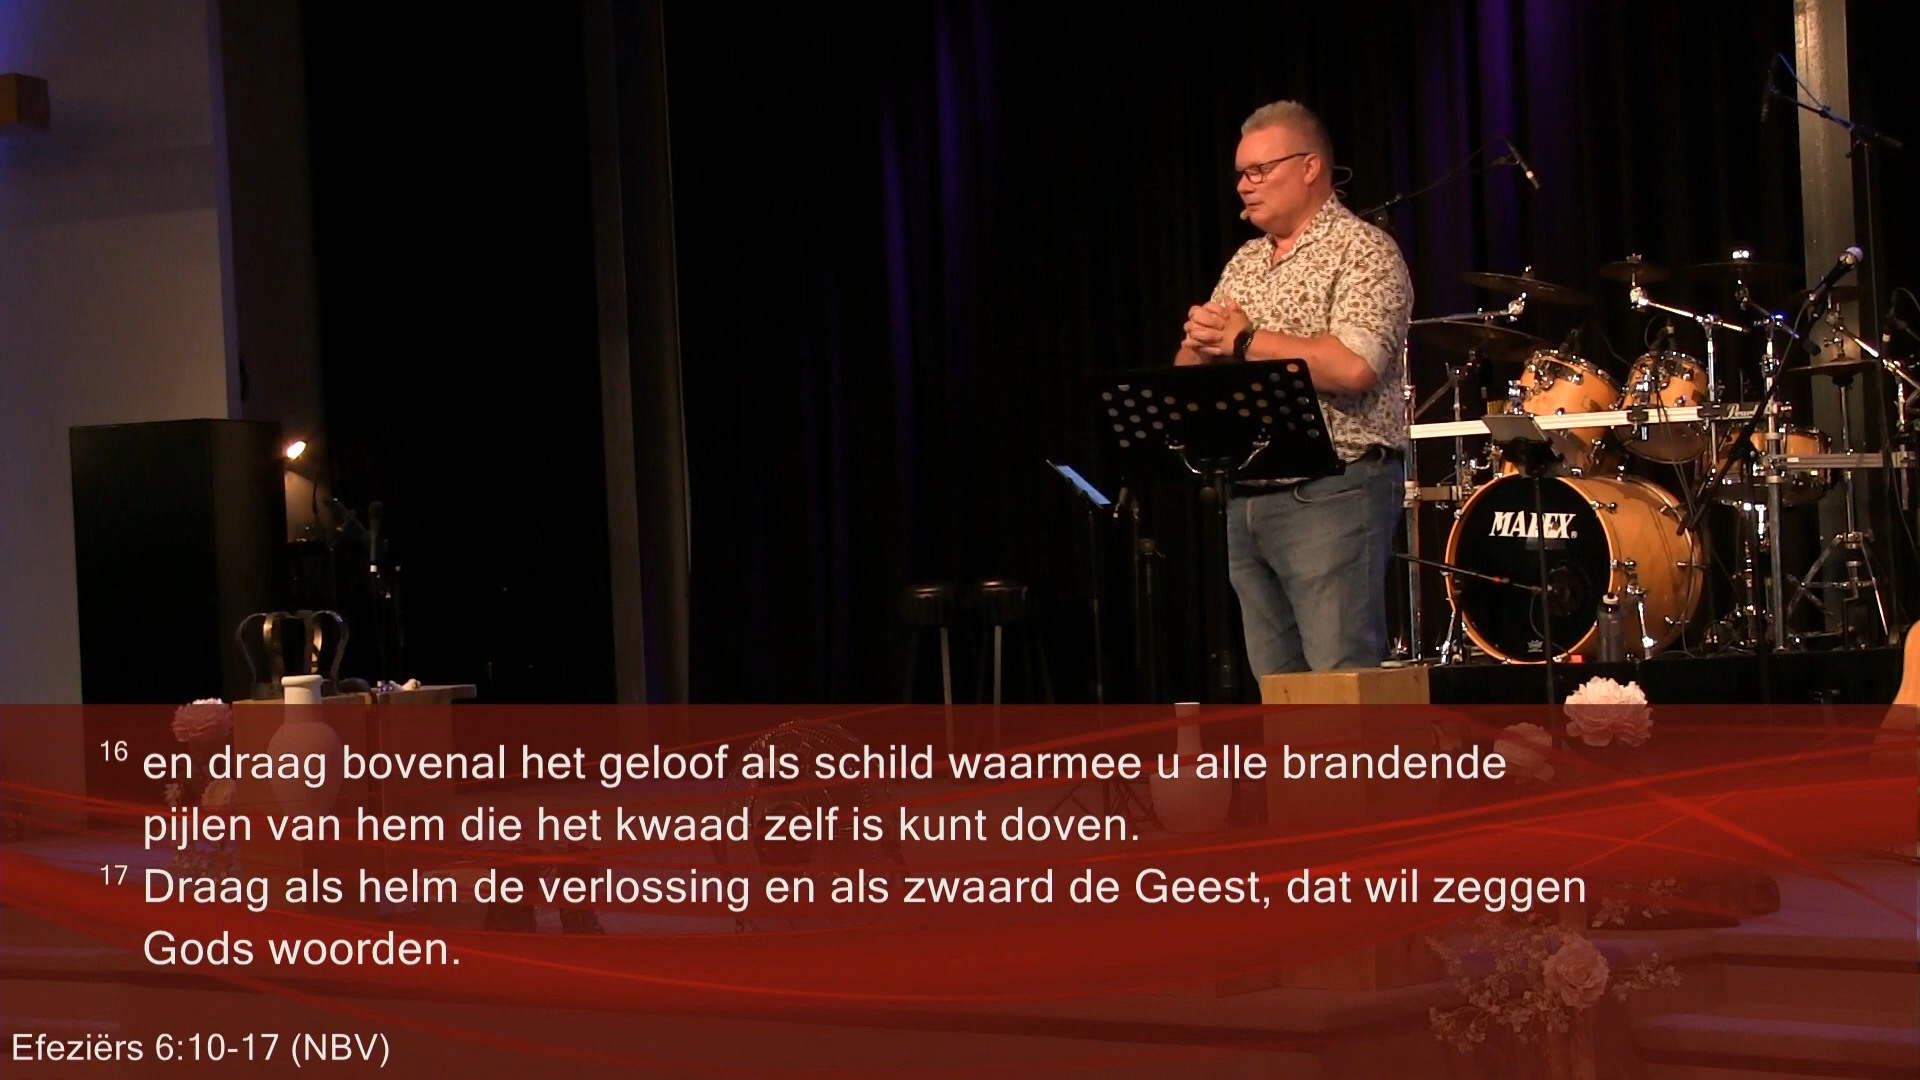 MAPEX®
Pearl
16 en draag bovenal het geloof als schild waarmee u alle brandende
pijlen van hem die het kwaad zelf is kunt doven.
17 Draag als helm de verlossing en als zwaard de Geest, dat wil zeggen
Gods woorden.
Efeziërs 6:10-17 (NBV)